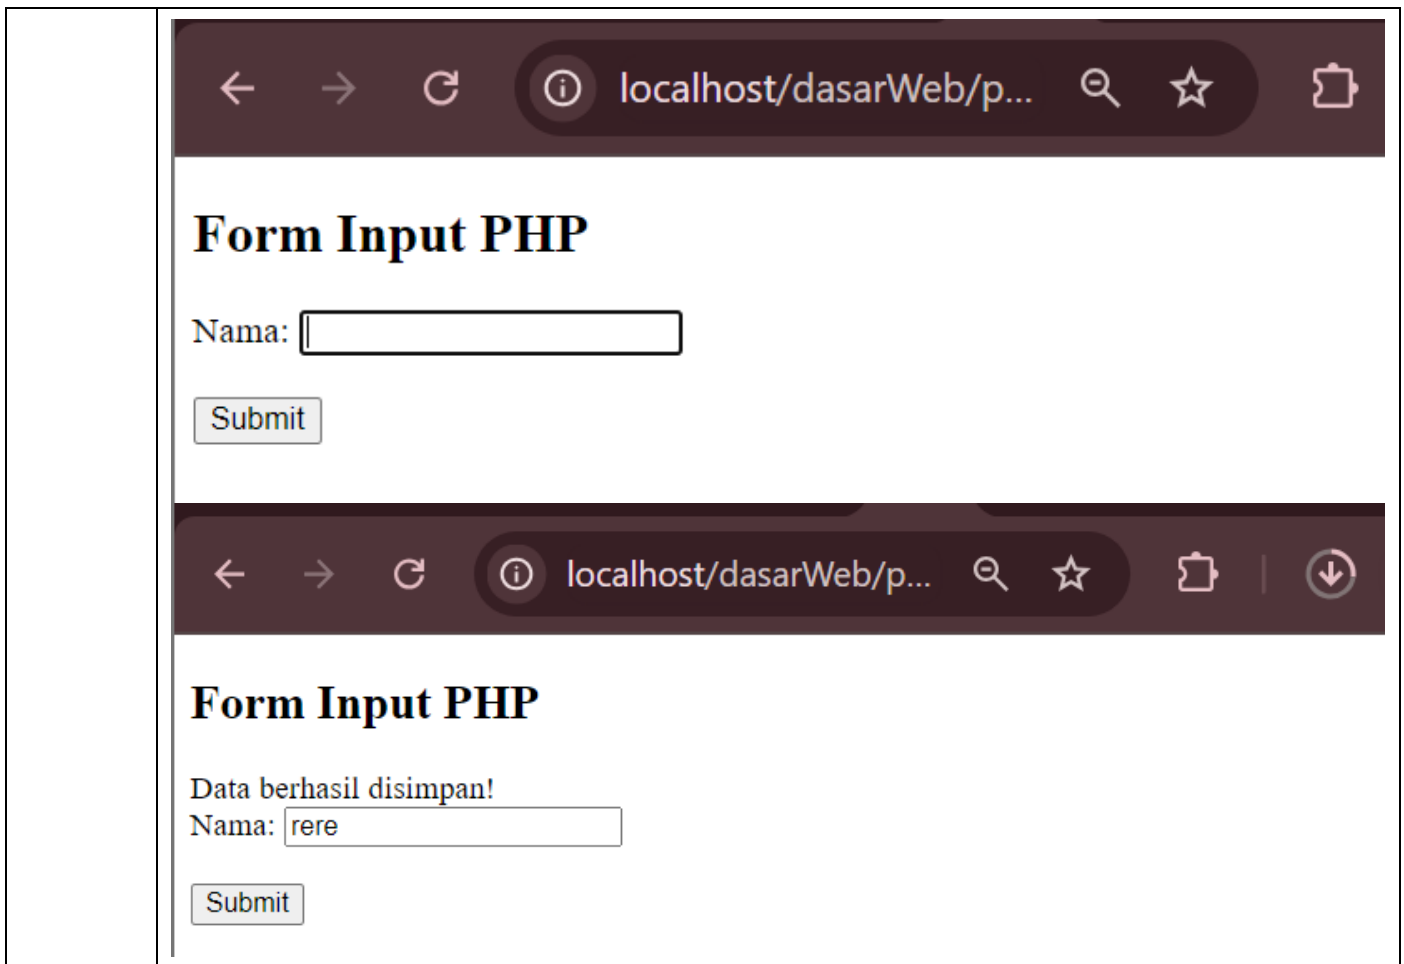 localhost/dasarWeb/p...
Form Input PHP
Nama:
Submit
localhost/dasarWeb/p...
Form Input PHP
Data berhasil disimpan!
Nama: rere
Submit